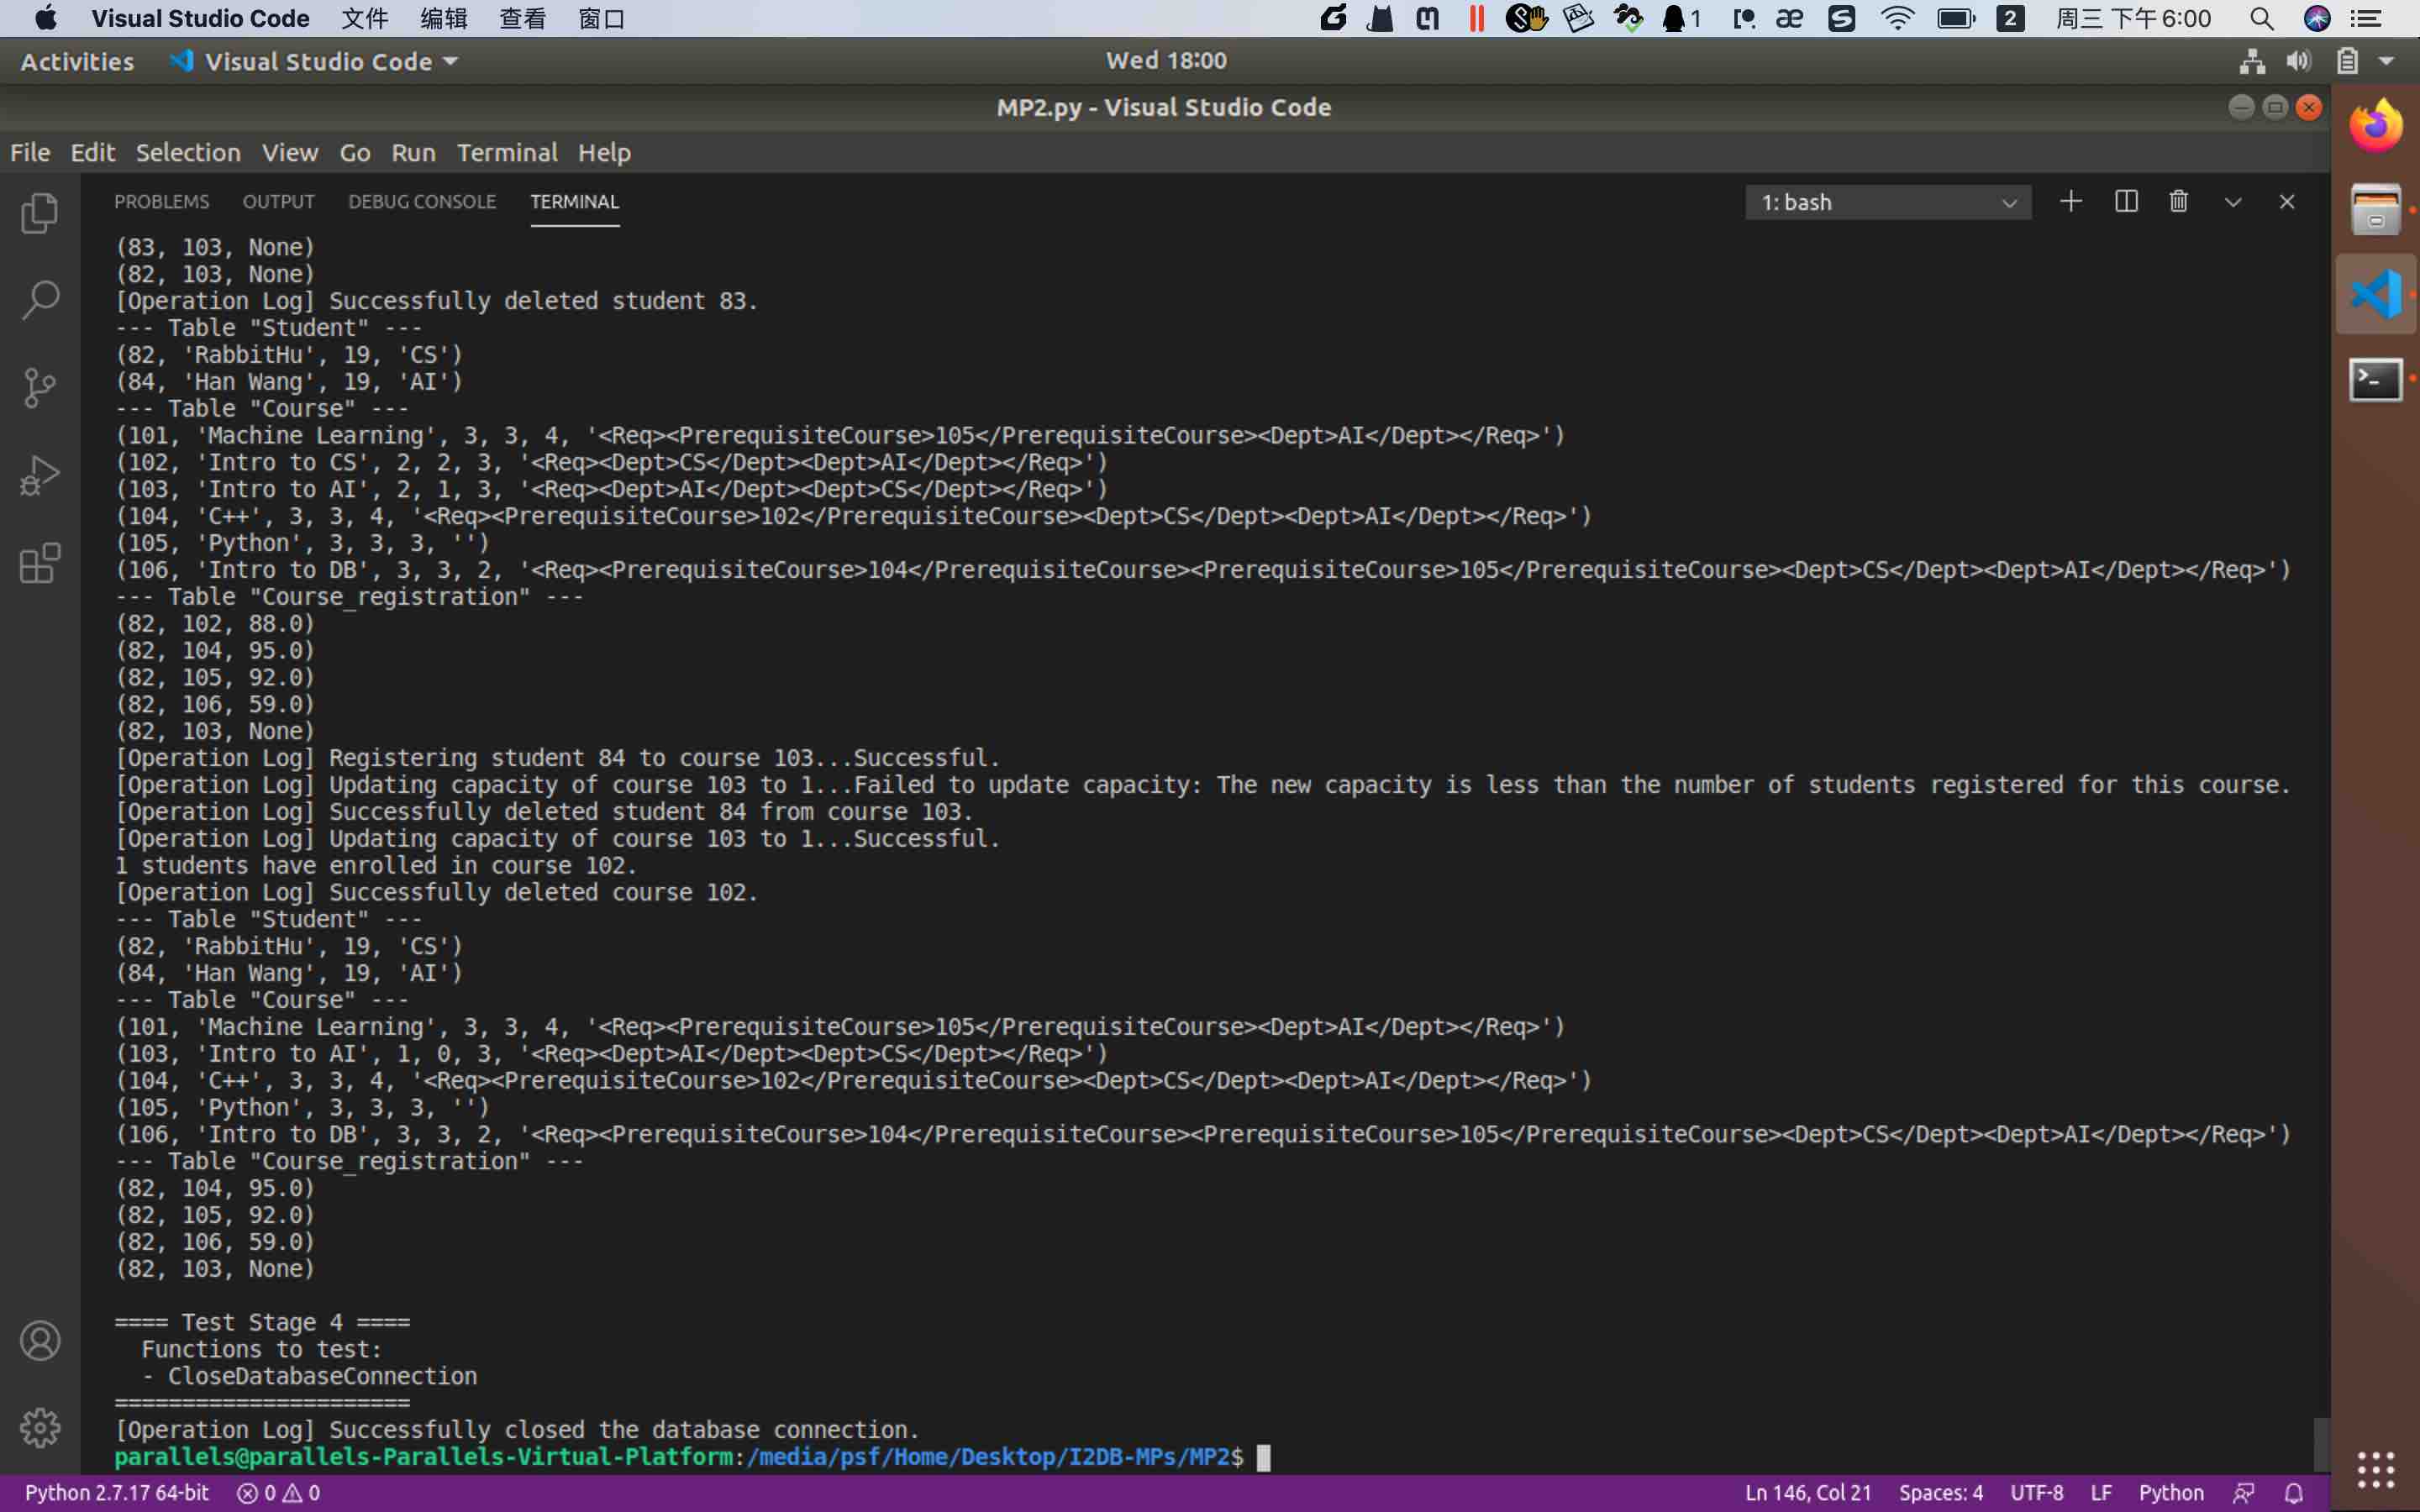 Visual Studio Code 文件 编辑 查看 窗口 1 2 周三 下午6:00
Activities Visual Studio Code Wed 18:00
MP2.py - Visual Studio Code
File Edit Selection View Go Run Terminal Help
PROBLEMS OUTPUT DEBUG CONSOLE TERMINAL 1: bash
(83, 103, None)
(82, 103, None)
[Operation Log] Successfully deleted student 83.
--- Table "Student" ---
(82, 'RabbitHu', 19, 'CS')
(84, 'Han Wang', 19, 'AI')
--- Table "Course" ---
(101, 'Machine Learning', 3, 3, 4, '<Req><PrerequisiteCourse>105</PrerequisiteCourse><Dept>AI</Dept></Req>')
(102, 'Intro to CS', 2, 2, 3, '<Req><Dept>CS</Dept><Dept>AI</Dept></Req>')
(103, 'Intro to AI', 2, 1, 3, '<Req><Dept>AI</Dept><Dept>CS</Dept></Req>')
(104, 'C++', 3, 3, 4, '<Req><PrerequisiteCourse>102</PrerequisiteCourse><Dept>CS</Dept><Dept>AI</Dept></Req>')
(105, 'Python', 3, 3, 3, '')
(106, 'Intro to DB', 3, 3, 2, '<Req><PrerequisiteCourse>104</PrerequisiteCourse><PrerequisiteCourse>105</PrerequisiteCourse><Dept>CS</Dept><Dept>AI</Dept></Req>')
--- Table "Course_registration" ---
(82, 102, 88.0)
(82, 104, 95.0)
(82, 105, 92.0)
(82, 106, 59.0)
(82, 103, None)
[Operation Log] Registering student 84 to course 103...Successful.
[Operation Log] Updating capacity of course 103 to 1...Failed to update capacity: The new capacity is less than the number of students registered for this course.
[Operation Log] Successfully deleted student 84 from course 103.
[Operation Log] Updating capacity of course 103 to 1...Successful.
1 students have enrolled in course 102.
[Operation Log] Successfully deleted course 102.
--- Table "Student" ---
(82, 'RabbitHu', 19, 'CS')
(84, 'Han Wang', 19, 'AI')
--- Table "Course" ---
(101, 'Machine Learning', 3, 3, 4, '<Req><PrerequisiteCourse>105</PrerequisiteCourse><Dept>AI</Dept></Req>')
(103, 'Intro to AI', 1, 0, 3, '<Req><Dept>AI</Dept><Dept>CS</Dept></Req>')
(104, 'C++', 3, 3, 4, '<Req><PrerequisiteCourse>102</PrerequisiteCourse><Dept>CS</Dept><Dept>AI</Dept></Req>')
(105, 'Python', 3, 3, 3, '')
(106, 'Intro to DB', 3, 3, 2, '<Req><PrerequisiteCourse>104</PrerequisiteCourse><PrerequisiteCourse>105</PrerequisiteCourse><Dept>CS</Dept><Dept>AI</Dept></Req>')
--- Table "Course_registration" ---
(82, 104, 95.0)
(82, 105, 92.0)
(82, 106, 59.0)
(82, 103, None)
==== Test Stage 4 ====
Functions to test:
- CloseDatabaseConnection
======================
[Operation Log] Successfully closed the database connection.
parallels@parallels-Parallels-Virtual-Platform:/media/psf/Home/Desktop/I2DB-MPs/MP2$
Python 2.7.17 64-bit 0 0 Ln 146, Col 21 Spaces: 4 UTF-8 LF Python